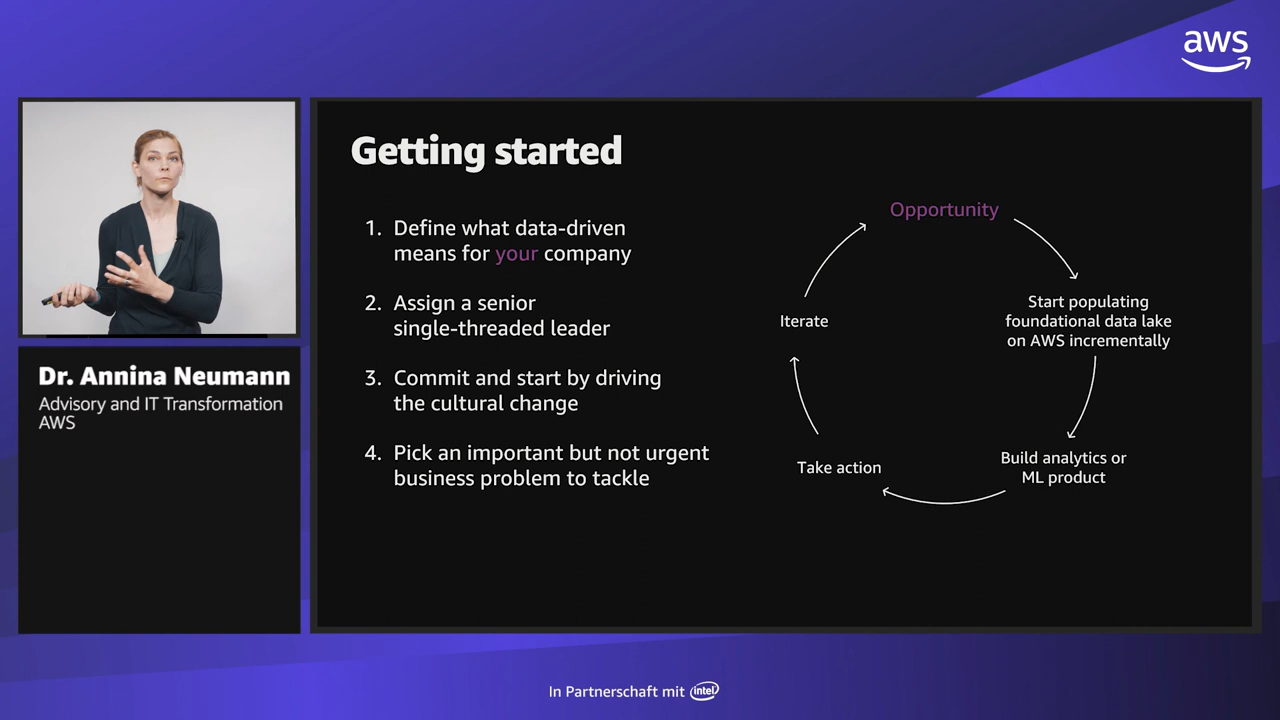 aws
Getting started
1. Define what data-driven
means for your company
2. Assign a senior
single-threaded leader
3. Commit and start by driving
the cultural change
4. Pick an important but not urgent
business problem to tackle
Opportunity
Start populating
foundational data lake
on AWS incrementally
Build analytics or
ML product
Take action
Iterate
Dr. Annina Neumann
Advisory and IT Transformation
AWS
In Partnerschaft mit intel